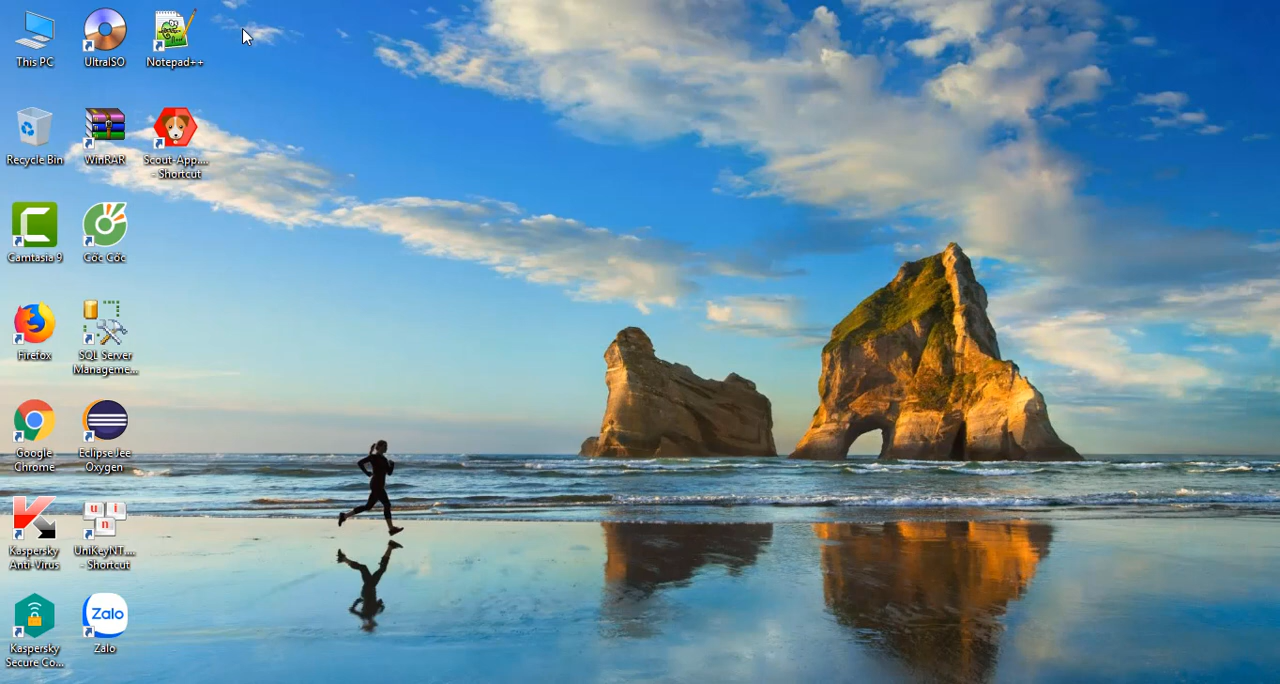 This PC
UltraISO
Notepad++
Recycle Bin
WinRAR
Scout-App....
- Shortcut
Camtasia 9
Cốc Cốc
Firefox
SQL Server
Manageme...
Google
Chrome
Eclipse Jee
Oxygen
Kaspersky
Anti-Virus
u i
n
UniKeyNT....
- Shortcut
Kaspersky
Secure Co...
Zalo
Zalo